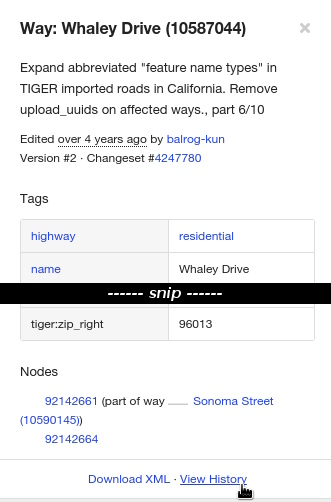 Way: Whaley Drive (10587044)
×
Expand abbreviated "feature name types" in
TIGER imported roads in California. Remove
upload_uuids on affected ways., part 6/10
Edited over 4 years ago by balrog-kun
Version #2 · Changeset #4247780
Tags
highway residential
name Whaley Drive
------ snip ------
tiger:zip_right 96013
Nodes
92142661 (part of way Sonoma Street
(10590145))
92142664
Download XML · View History